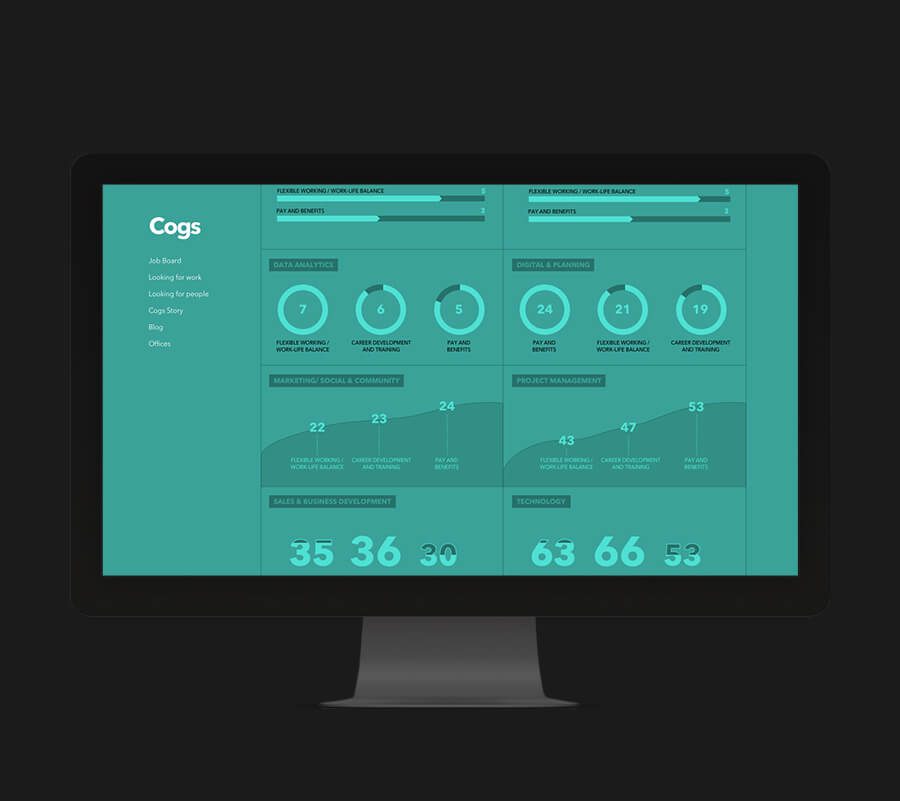 Cogs
Job Board
Looking for work
Looking for people
Cogs Story
Blog
Offices
FLEXIBLE WORKING / WORK-LIFE BALANCE 5
PAY AND BENEFITS 3
FLEXIBLE WORKING / WORK-LIFE BALANCE 5
PAY AND BENEFITS 3
DATA ANALYTICS
7
FLEXIBLE WORKING /
WORK-LIFE BALANCE
6
CAREER DEVELOPMENT
AND TRAINING
5
PAY AND
BENEFITS
DIGITAL & PLANNING
24
PAY AND
BENEFITS
21
FLEXIBLE WORKING /
WORK-LIFE BALANCE
19
CAREER DEVELOPMENT
AND TRAINING
MARKETING/ SOCIAL & COMMUNITY
22
FLEXIBLE WORKING /
WORK-LIFE BALANCE
23
CAREER DEVELOPMENT
AND TRAINING
24
PAY AND
BENEFITS
PROJECT MANAGEMENT
43
FLEXIBLE WORKING /
WORK-LIFE BALANCE
47
CAREER DEVELOPMENT
AND TRAINING
53
PAY AND
BENEFITS
SALES & BUSINESS DEVELOPMENT
35 36 30
TECHNOLOGY
63 66 53